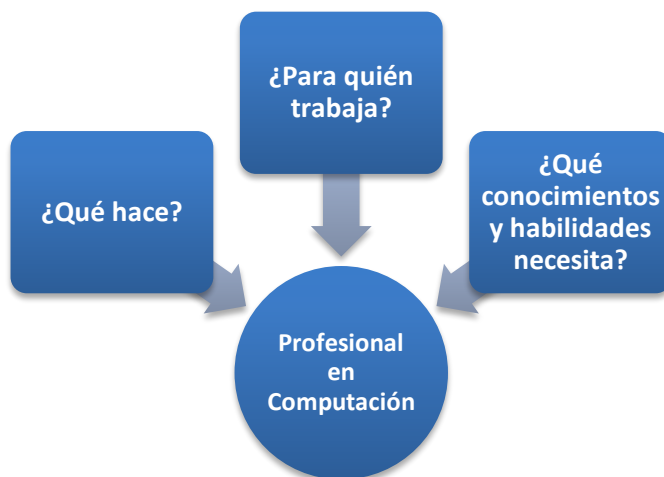 ¿Para quién
trabaja?
¿Qué hace?
¿Qué
conocimientos
y habilidades
necesita?
Profesional
en
Computación